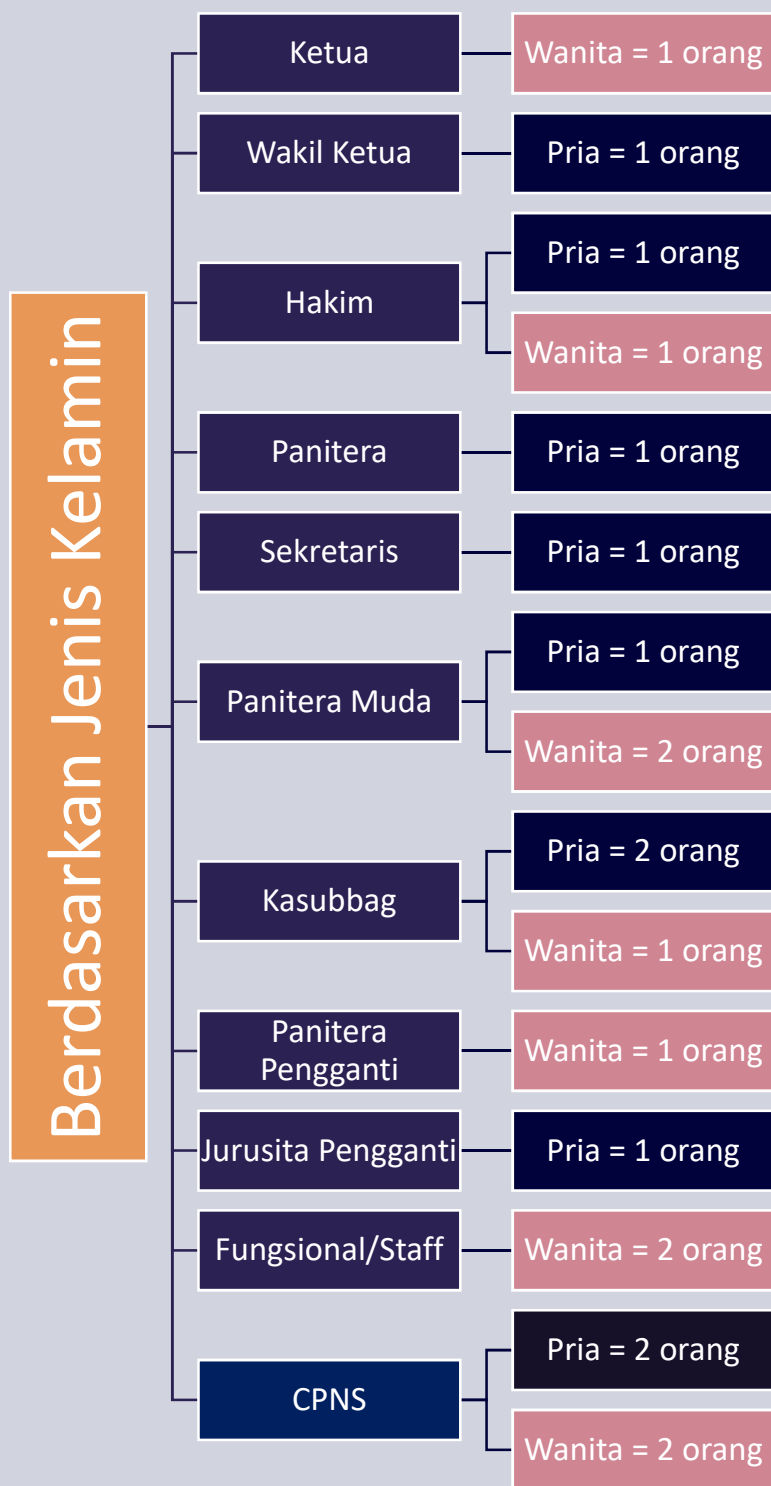 Berdasarkan Jenis Kelamin
Ketua
Wanita = 1 orang
Wakil Ketua
Pria = 1 orang
Hakim
Pria = 1 orang
Wanita = 1 orang
Panitera
Pria = 1 orang
Sekretaris
Pria = 1 orang
Panitera Muda
Pria = 1 orang
Wanita = 2 orang
Kasubbag
Pria = 2 orang
Wanita = 1 orang
Panitera
Pengganti
Wanita = 1 orang
Jurusita Pengganti
Pria = 1 orang
Fungsional/Staff
Wanita = 2 orang
CPNS
Pria = 2 orang
Wanita = 2 orang